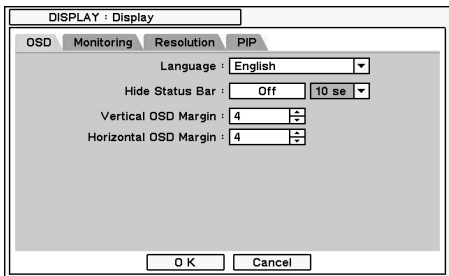 DISPLAY : Display
OSD Monitoring Resolution PIP
Language : English
Hide Status Bar : Off 10 se
Vertical OSD Margin : 4
Horizontal OSD Margin : 4
O K Cancel